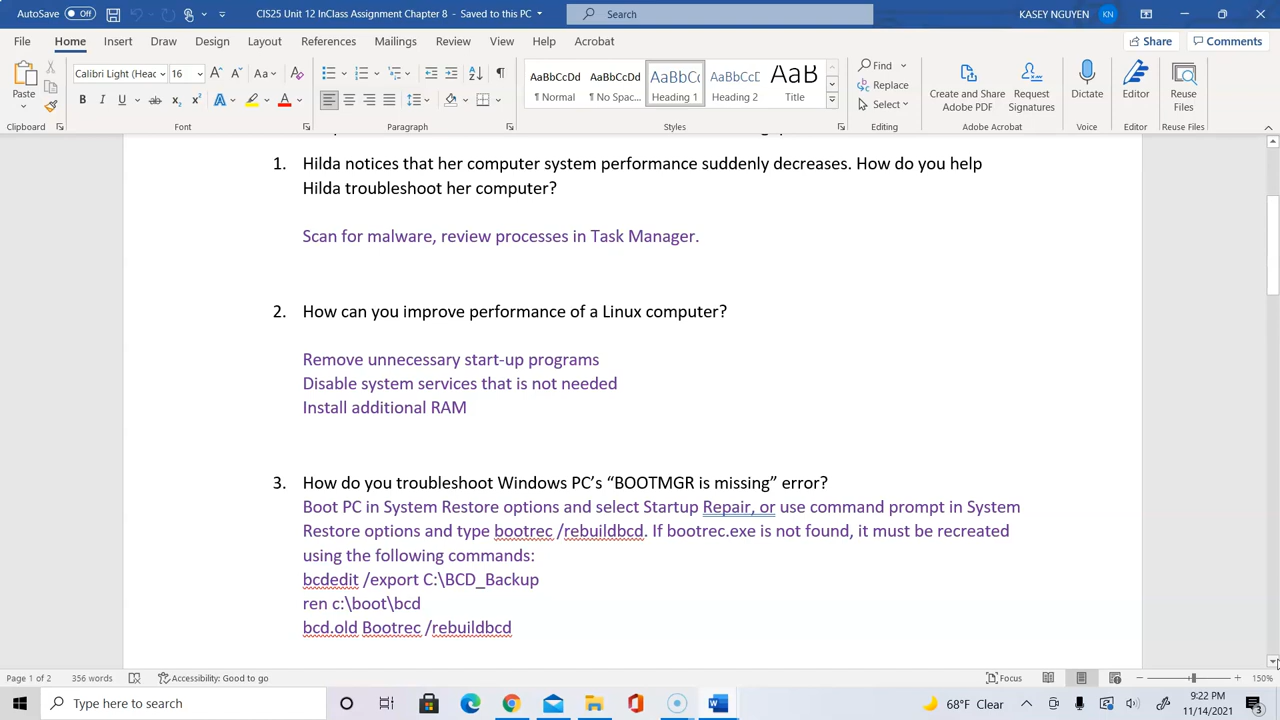 AutoSave Off CIS25 Unit 12 InClass Assignment Chapter 8 - Saved to this PC Search KASEY NGUYEN KN
File Home Insert Draw Design Layout References Mailings Review View Help Acrobat Share Comments
Paste Calibri Light (Head 16 Aa AaBbCcDd AaBbCcDd AaBbCc AaBbCcD AaB Find Replace Select Create and Share Adobe PDF Request Signatures Dictate Editor Reuse Files
¶ Normal ¶ No Spac... Heading 1 Heading 2 Title
Clipboard Font Paragraph Styles Editing Adobe Acrobat Voice Editor Reuse Files
1. Hilda notices that her computer system performance suddenly decreases. How do you help
Hilda troubleshoot her computer?
Scan for malware, review processes in Task Manager.
2. How can you improve performance of a Linux computer?
Remove unnecessary start-up programs
Disable system services that is not needed
Install additional RAM
3. How do you troubleshoot Windows PC’s “BOOTMGR is missing” error?
Boot PC in System Restore options and select Startup Repair, or use command prompt in System
Restore options and type bootrec /rebuildbcd. If bootrec.exe is not found, it must be recreated
using the following commands:
bcdedit /export C:\BCD_Backup
ren c:\boot\bcd
bcd.old Bootrec /rebuildbcd
Page 1 of 2 356 words Accessibility: Good to go Focus 150%
Type here to search 68°F Clear 9:22 PM
11/14/2021 3